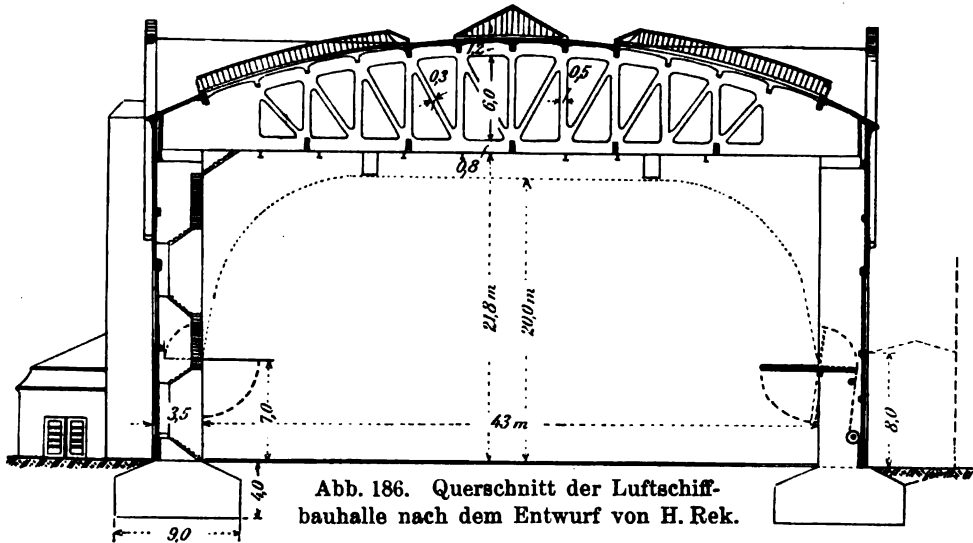 1,2
0,3
0,5
6,0
0,8
21,8 m
20,0 m
3,5
7,0
43 m
8,0
4,0
9,0
Abb. 186. Querschnitt der Luftschiff-
bauhalle nach dem Entwurf von H. Rek.